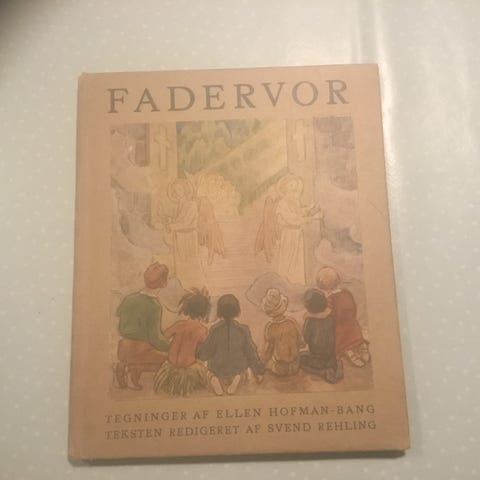 FADERVOR
TEGNINGER AF ELLEN HOFMAN-BANG
TEKSTEN REDIGERET AF SVEND REHLING